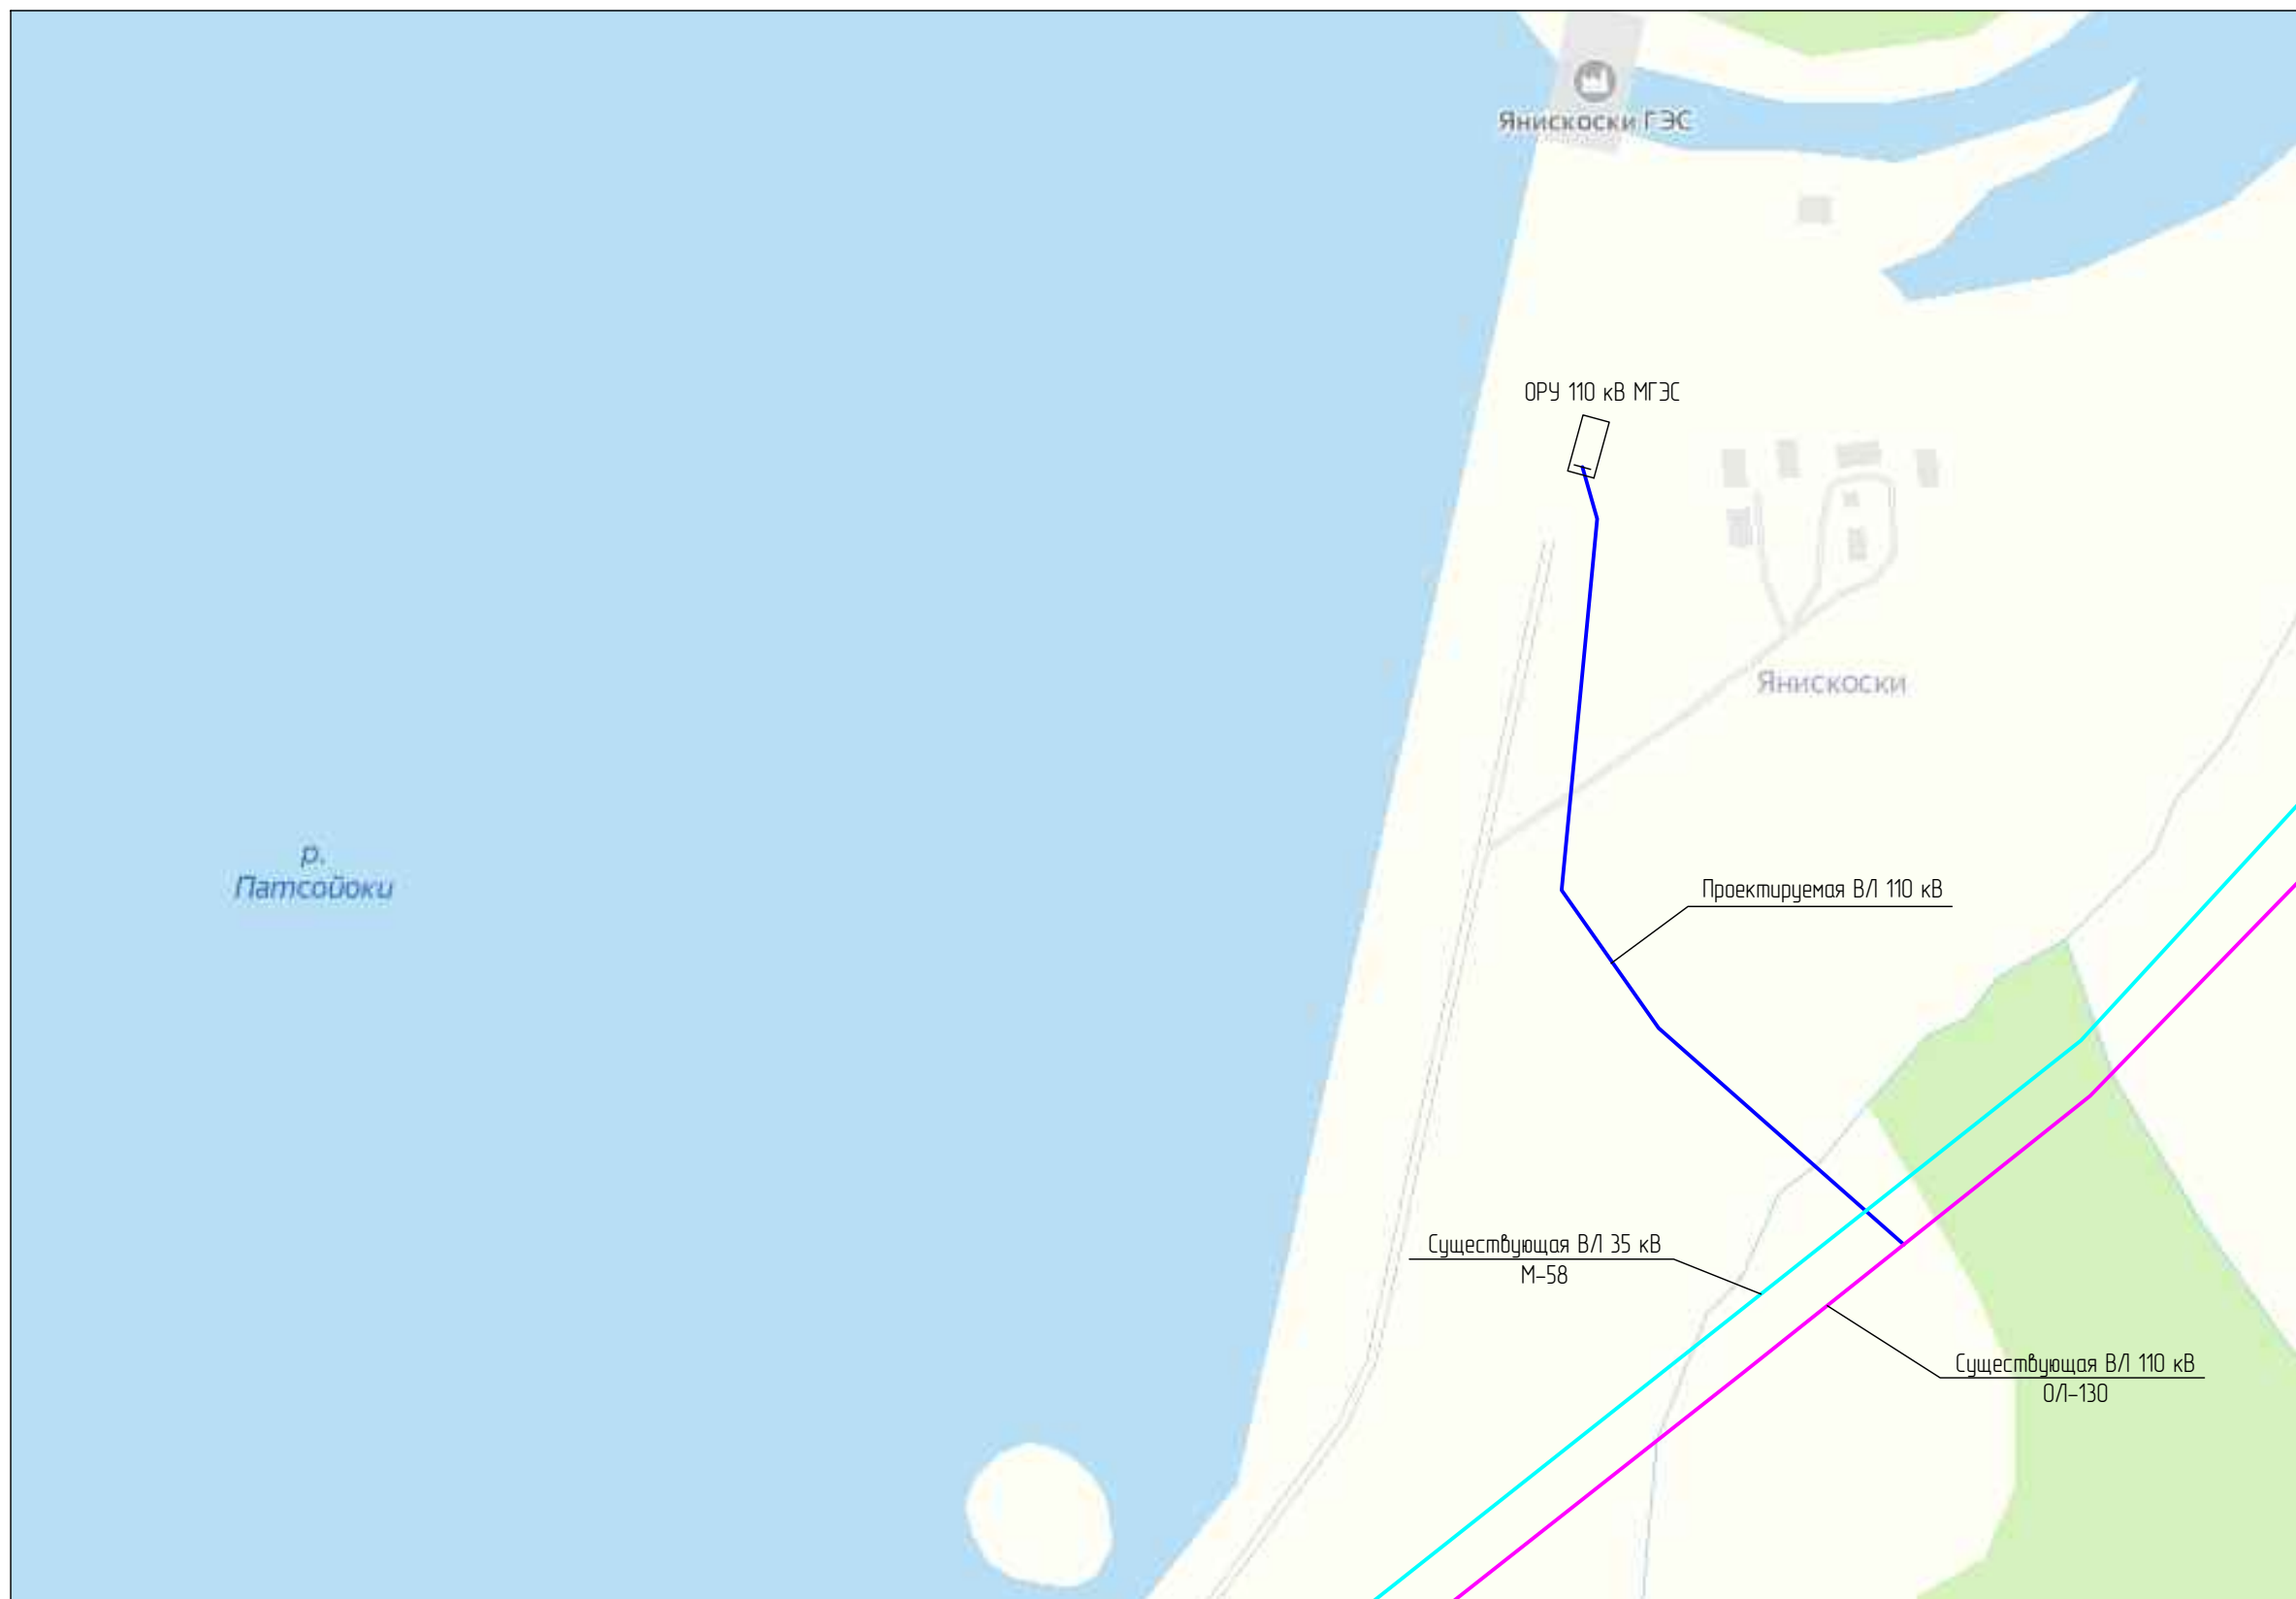 Янискоски ГЭС
ОРУ 110 кВ МГЭС
Янискоски
р.
Патсойоки
Проектируемая ВЛ 110 кВ
Существующая ВЛ 35 кВ
М-58
Существующая ВЛ 110 кВ
ОЛ-130